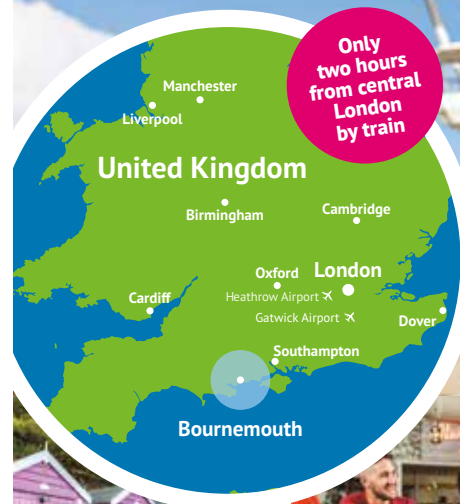 Only
two hours
from central
London
by train
Manchester
Liverpool
United Kingdom
Birmingham
Cambridge
Oxford
London
Heathrow Airport
Cardiff
Gatwick Airport
Dover
Southampton
Bournemouth